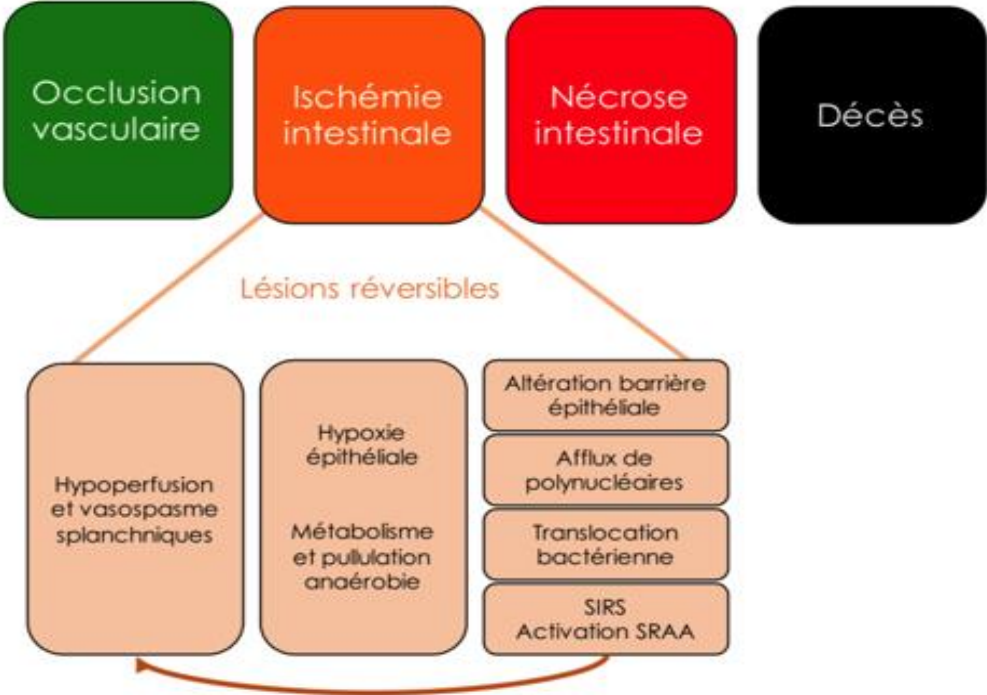 Occlusion
vasculaire
Ischémie
intestinale
Nécrose
intestinale
Décès
Lésions réversibles
Hypoperfusion
et vasospasme
splanchniques
Hypoxie
épithéliale
Métabolisme
et pullulation
anaérobie
Altération barrière
épithéliale
Afflux de
polynucléaires
Translocation
bactérienne
SIRS
Activation SRAA